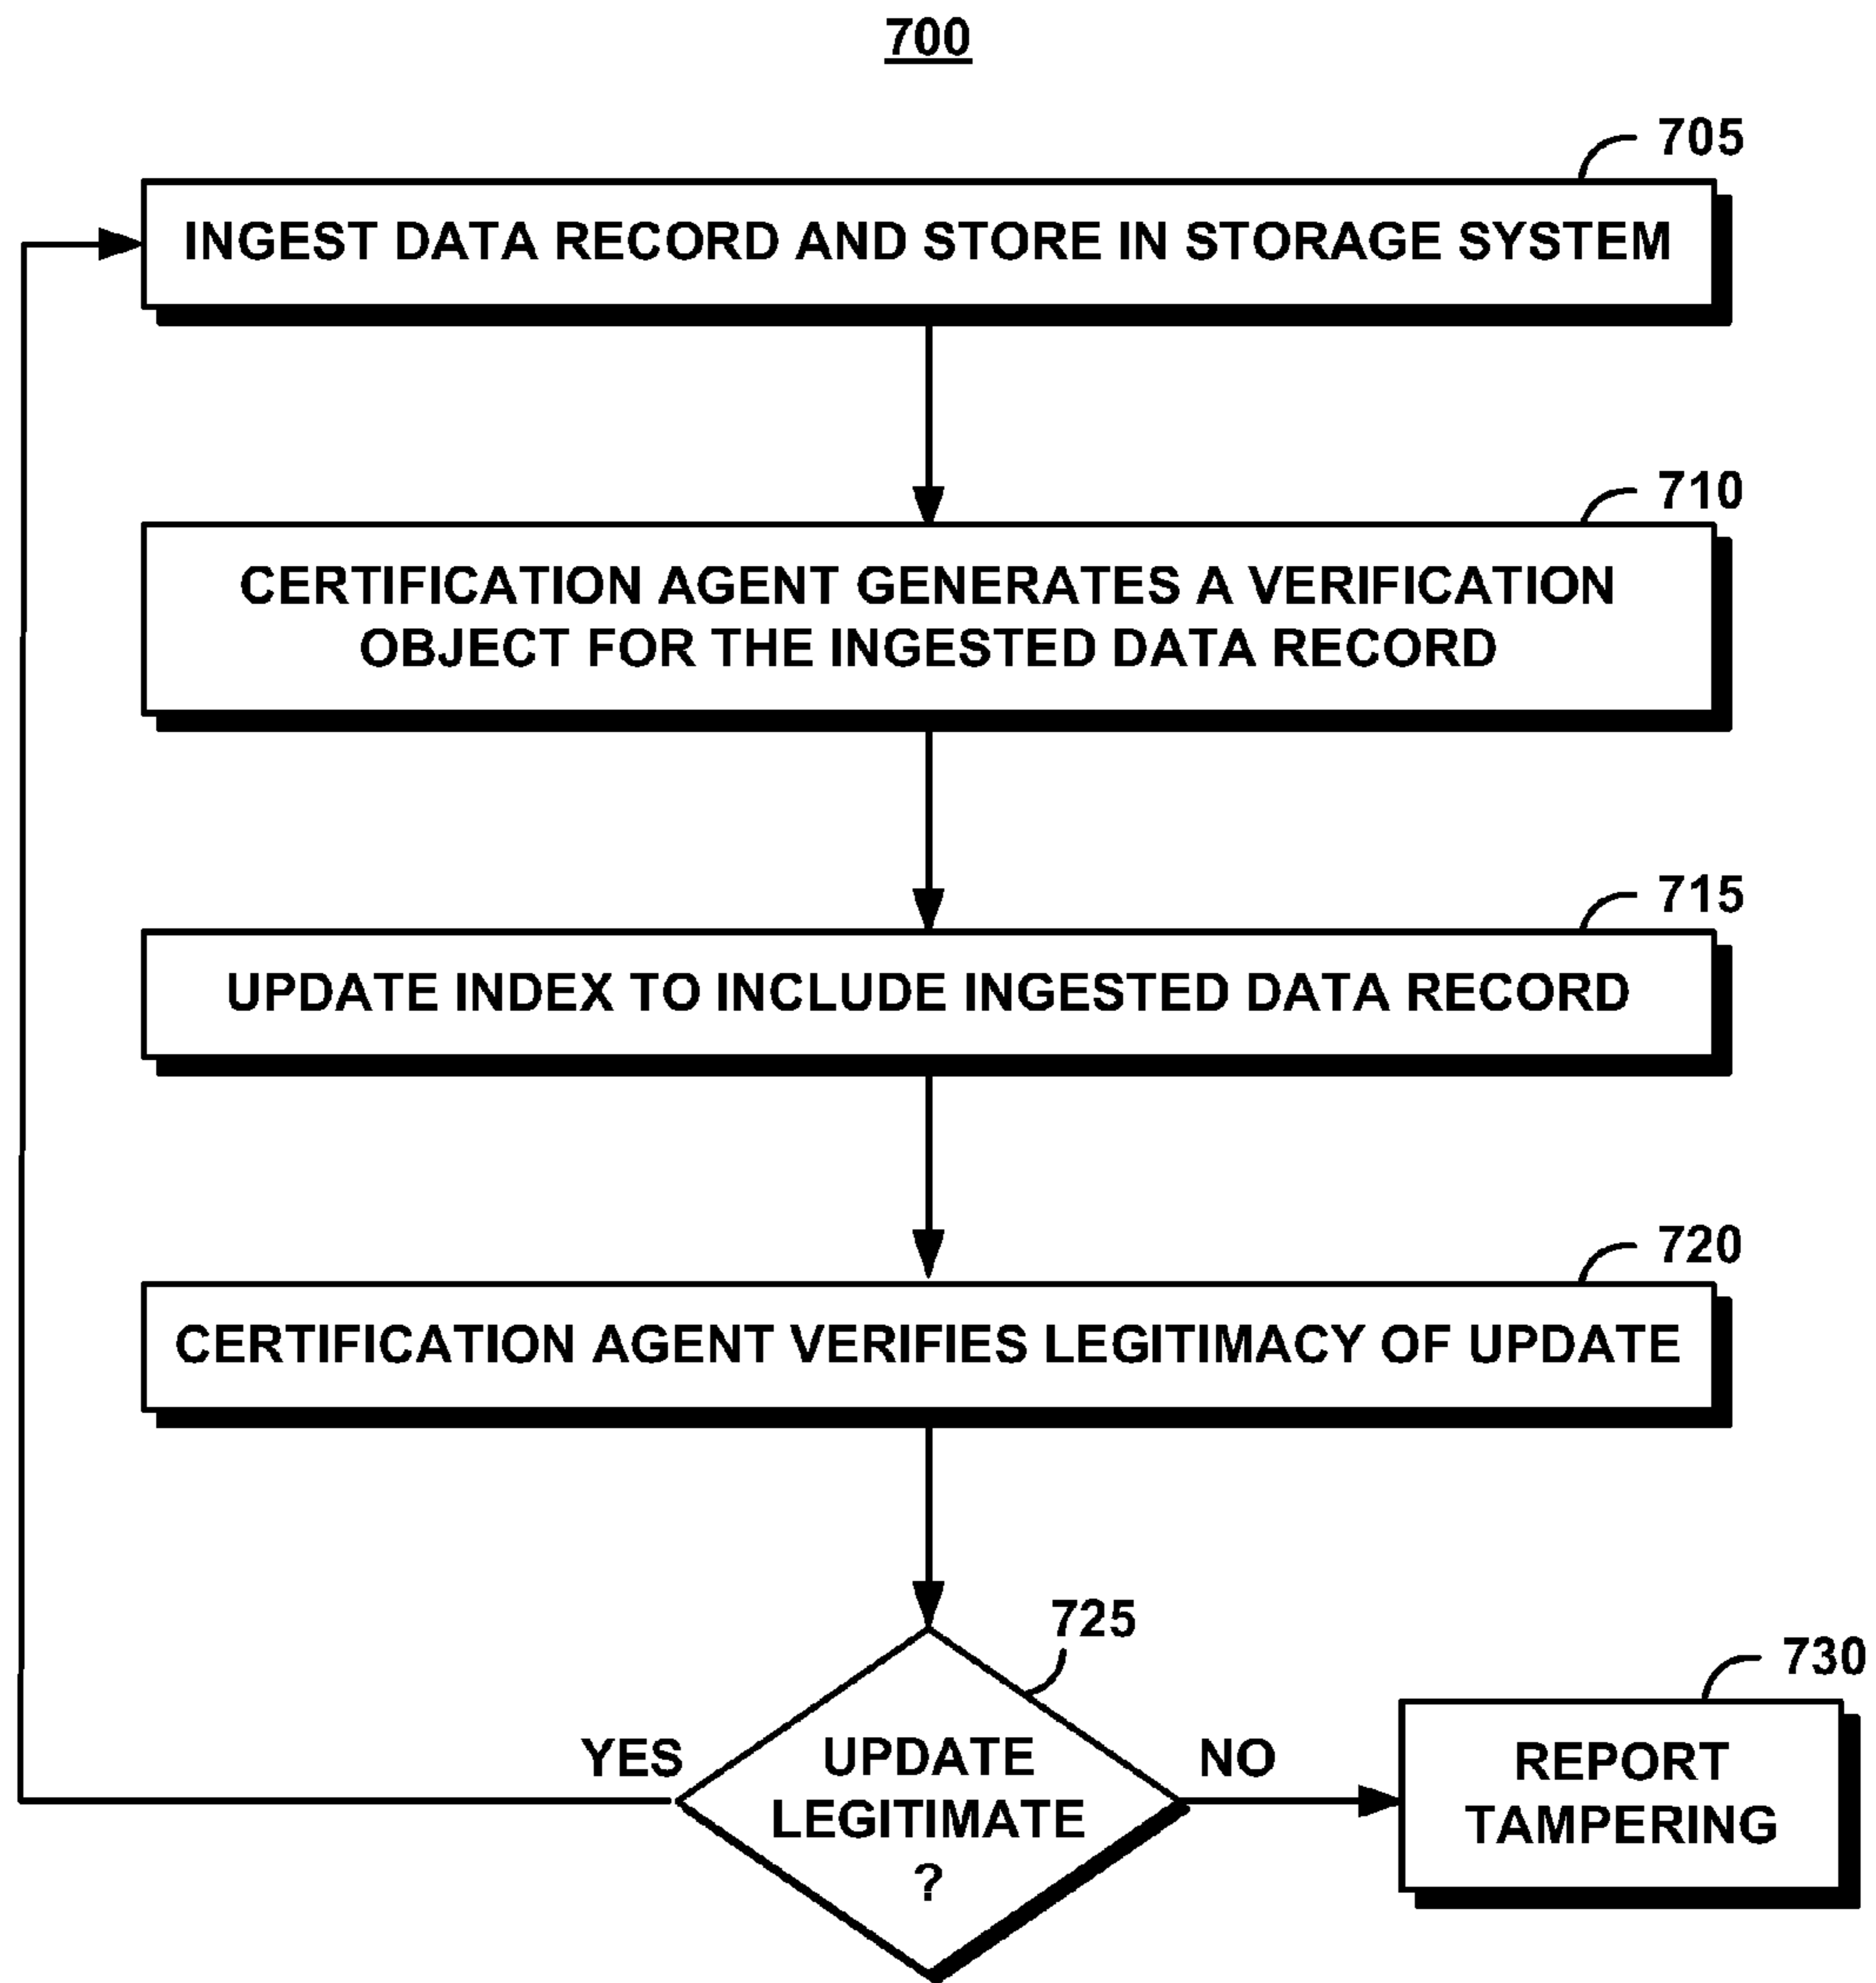 700
705
INGEST DATA RECORD AND STORE IN STORAGE SYSTEM
710
CERTIFICATION AGENT GENERATES A VERIFICATION
OBJECT FOR THE INGESTED DATA RECORD
715
UPDATE INDEX TO INCLUDE INGESTED DATA RECORD
720
CERTIFICATION AGENT VERIFIES LEGITIMACY OF UPDATE
725
YES
UPDATE
LEGITIMATE
?
NO
730
REPORT
TAMPERING